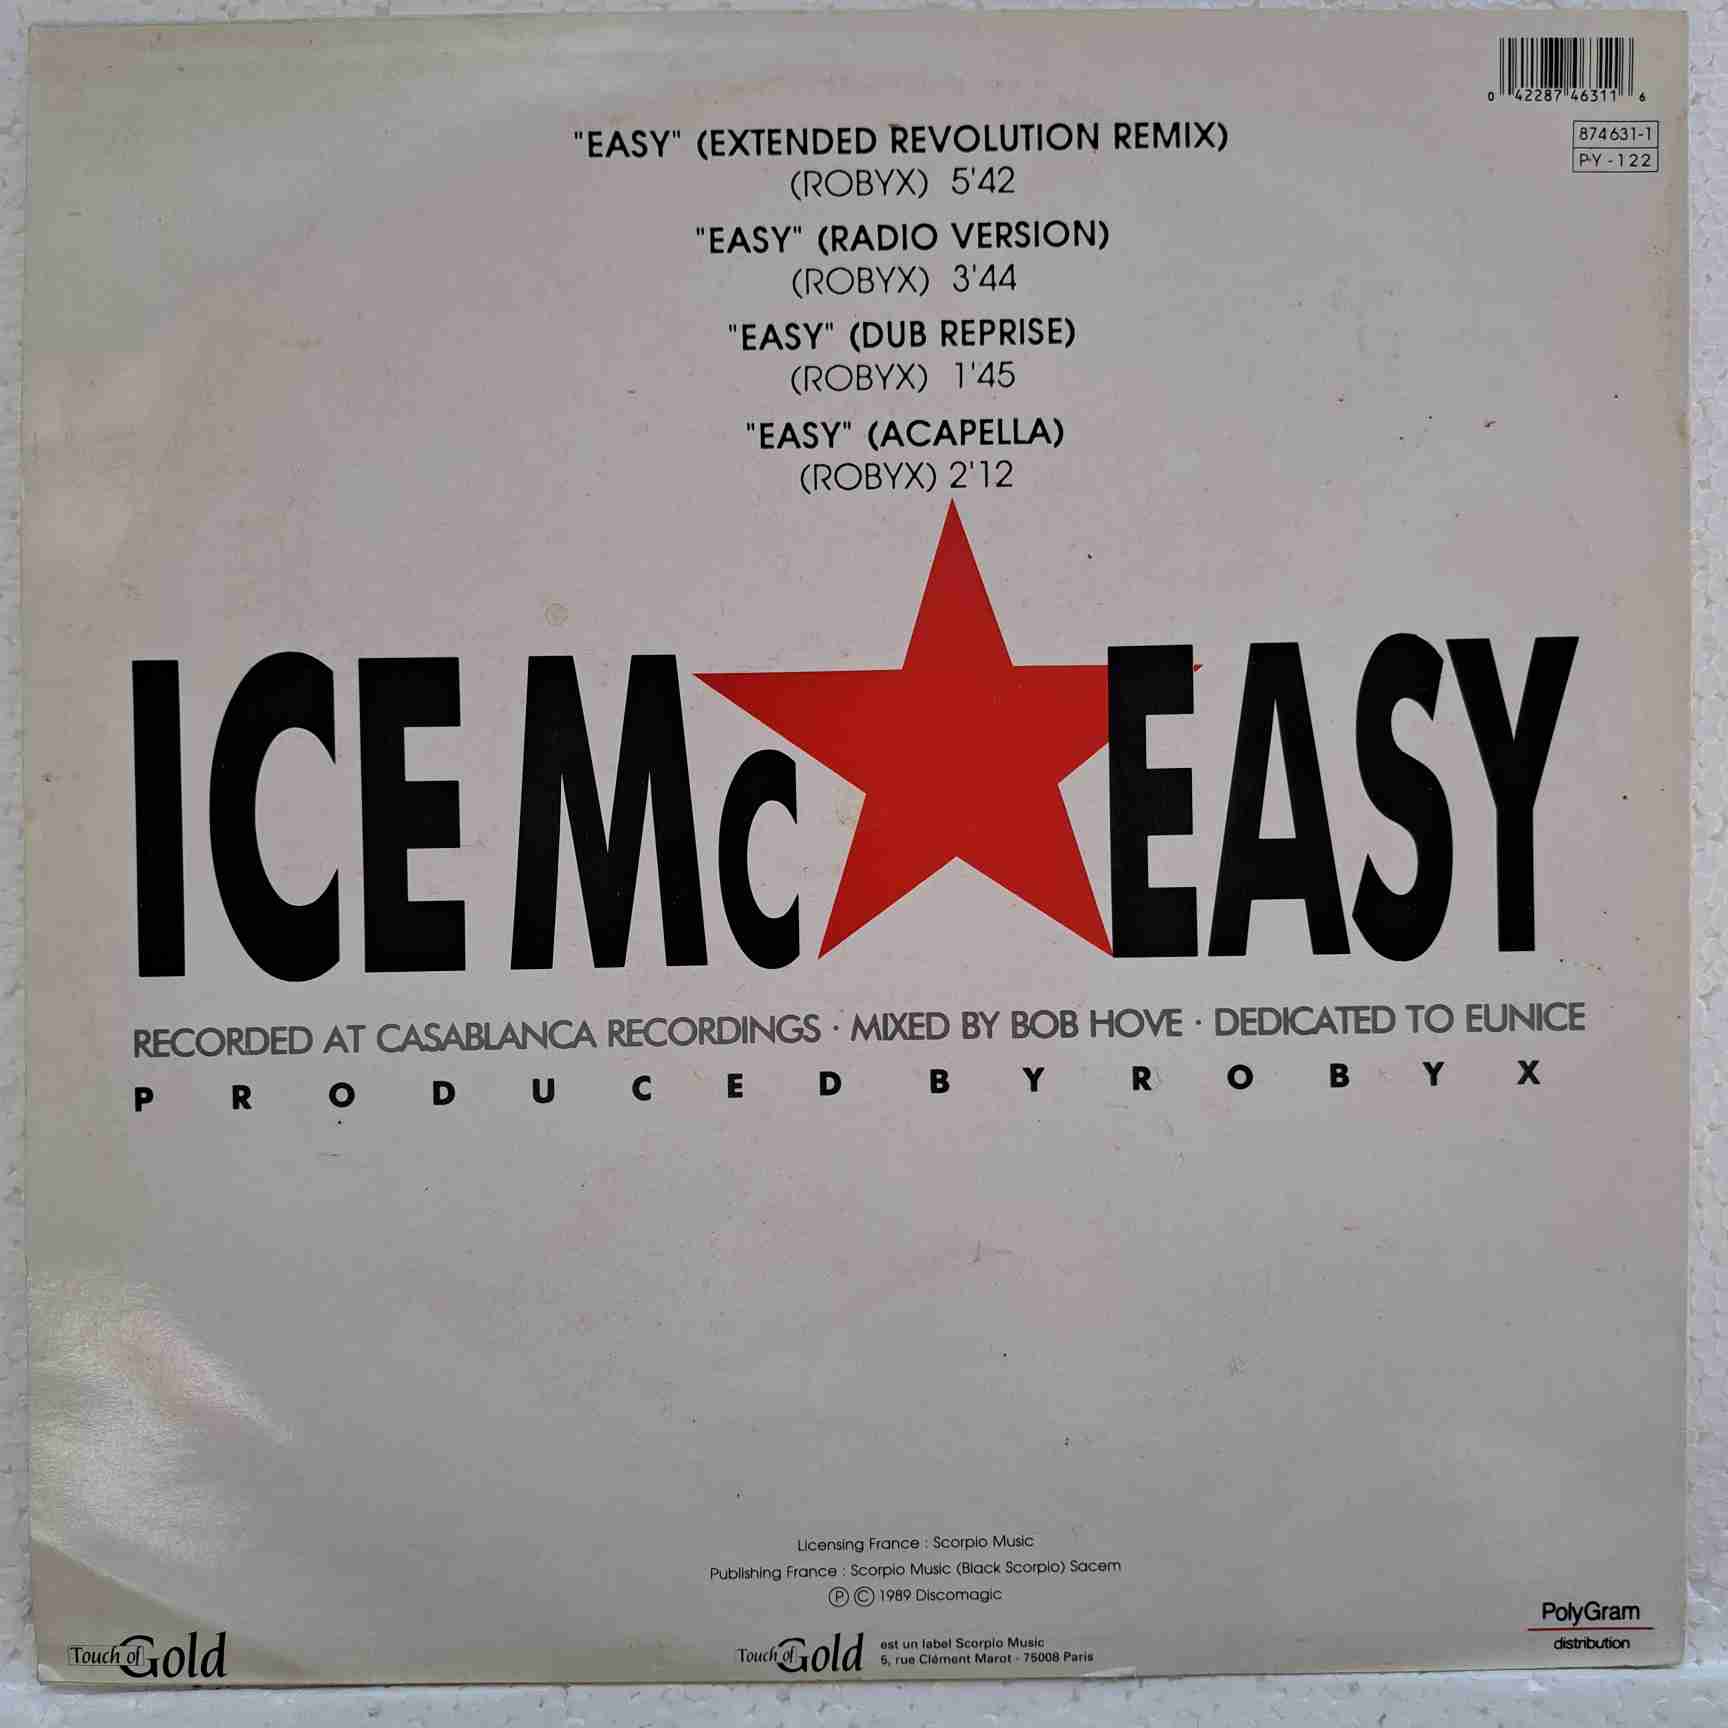 0 42287 46311 6
874631-1
PY-122
"EASY" (EXTENDED REVOLUTION REMIX)
(ROBYX) 5'42
"EASY" (RADIO VERSION)
(ROBYX) 3'44
"EASY" (DUB REPRISE)
(ROBYX) 1'45
"EASY" (ACAPELLA)
(ROBYX) 2'12
ICE Mc EASY
RECORDED AT CASABLANCA RECORDINGS · MIXED BY BOB HOVE · DEDICATED TO EUNICE
PRODUCED BY ROBYX
Licensing France : Scorpio Music
Publishing France : Scorpio Music (Black Scorpio) Sacem
Ⓟ © 1989 Discomagic
Touch of Gold
Touch of Gold
est un label Scorpio Music
5, rue Clément Marot - 75008 Paris
PolyGram
distribution